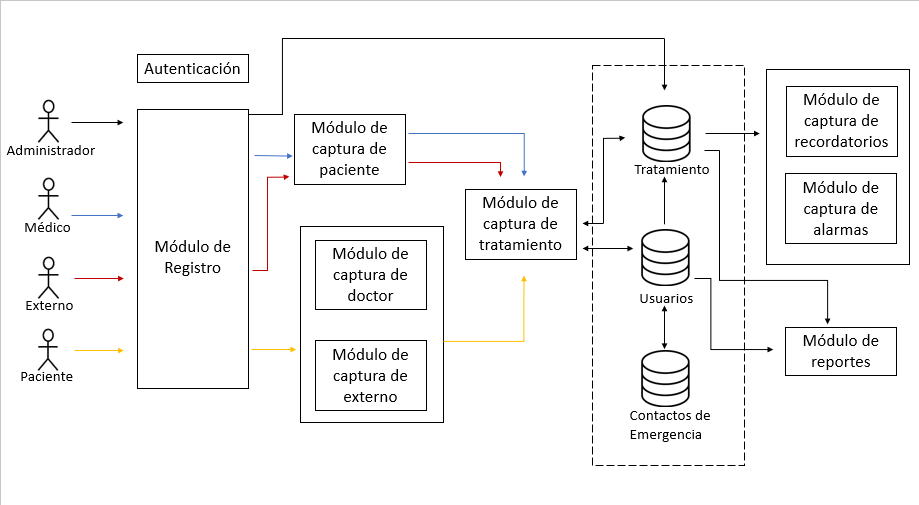 Autenticación
Administrador
Médico
Externo
Paciente
Módulo de
Registro
Módulo de
captura de
paciente
Módulo de
captura de
doctor
Módulo de
captura de
externo
Módulo de
captura de
tratamiento
Tratamiento
Usuarios
Contactos de
Emergencia
Módulo de
captura de
recordatorios
Módulo de
captura de
alarmas
Módulo de
reportes